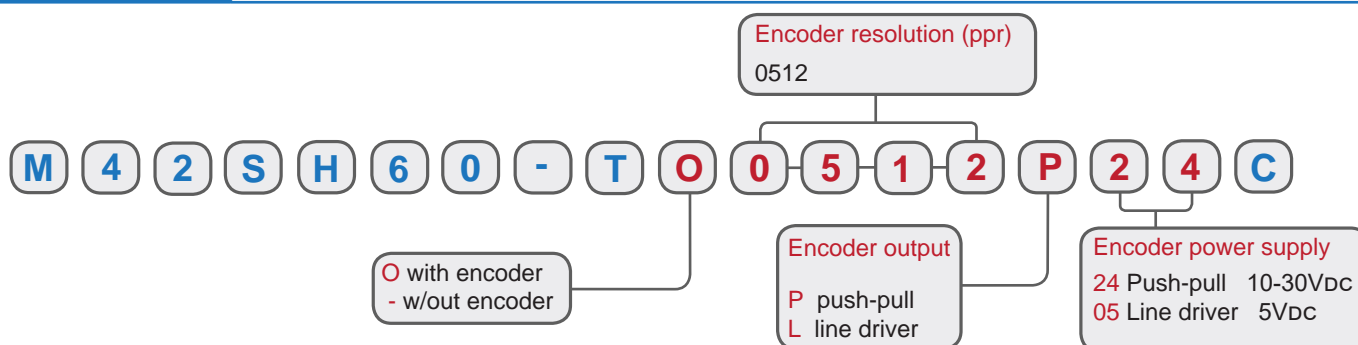 Encoder resolution (ppr)
0512
M 4 2 S H 6 0 - T O 0 5 1 2 P 2 4 C
O with encoder
- w/out encoder
Encoder output
P push-pull
L line driver
Encoder power supply
24 Push-pull 10-30VDC
05 Line driver 5VDC